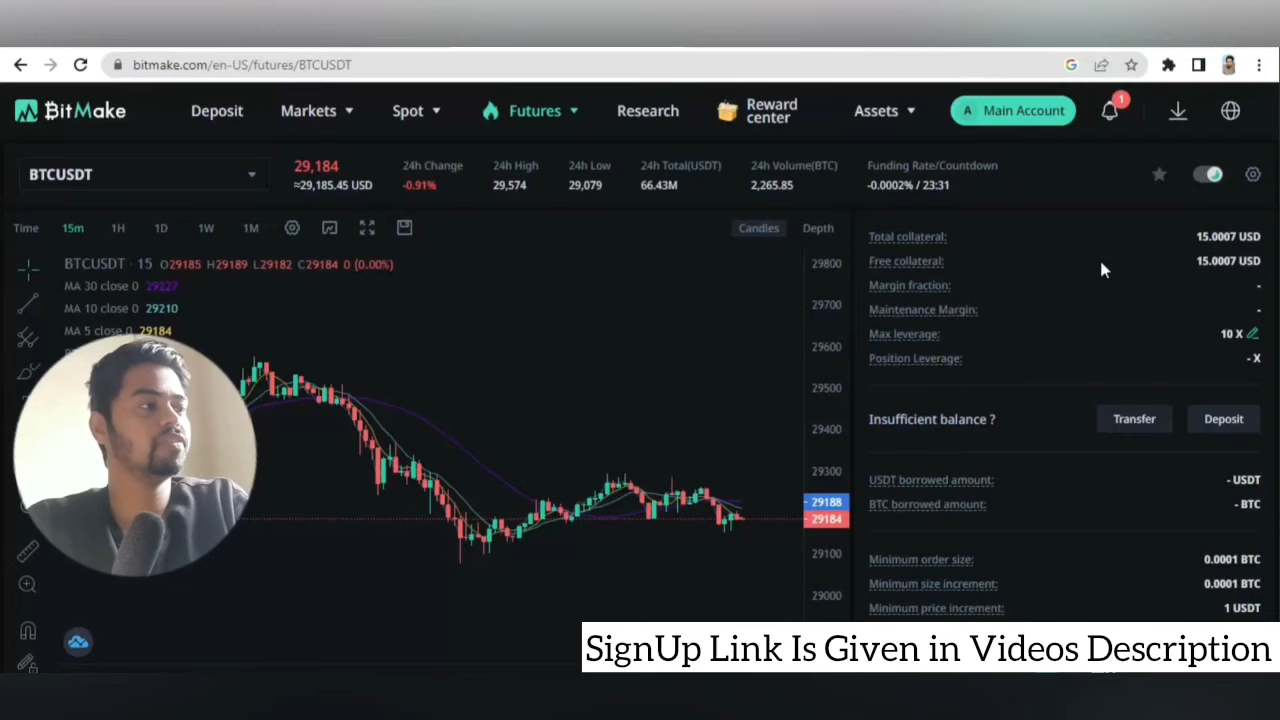 bitmake.com/en-US/futures/BTCUSDT
BitMake
Deposit
Markets
Spot
Futures
Research
Reward
center
Assets
A Main Account
1
BTCUSDT
29,184
≈29,185.45 USD
24h Change
-0.91%
24h High
29,574
24h Low
29,079
24h Total(USDT)
66.43M
24h Volume(BTC)
2,265.85
Funding Rate/Countdown
-0.0002% / 23:31
Time 15m 1H 1D 1W 1M
Candles Depth
BTCUSDT · 15 O29185 H29189 L29182 C29184 0 (0.00%)
MA 30 close 0 29227
MA 10 close 0 29210
MA 5 close 0 29184
29800
29700
29600
29500
29400
29300
29188
29184
29100
29000
Total collateral: 15.0007 USD
Free collateral: 15.0007 USD
Margin fraction: -
Maintenance Margin: -
Max leverage: 10 X
Position Leverage: - X
Insufficient balance ? Transfer Deposit
USDT borrowed amount: - USDT
BTC borrowed amount: - BTC
Minimum order size: 0.0001 BTC
Minimum size increment: 0.0001 BTC
Minimum price increment: 1 USDT
SignUp Link Is Given in Videos Description